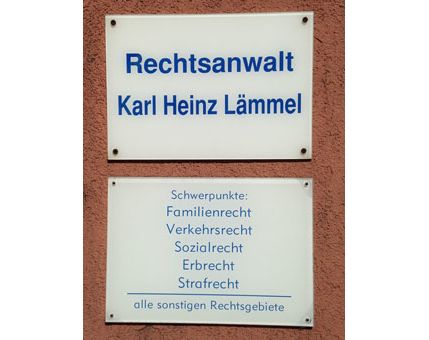 Rechtsanwalt
Karl Heinz Lämmel
Schwerpunkte:
Familienrecht
Verkehrsrecht
Sozialrecht
Erbrecht
Strafrecht
alle sonstigen Rechtsgebiete